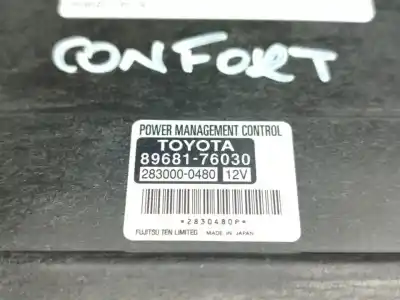 CONFORT
POWER MANAGEMENT CONTROL
TOYOTA
89681-76030
283000-0480 12V
*2830480P*
FUJITSU TEN LIMITED MADE IN JAPAN